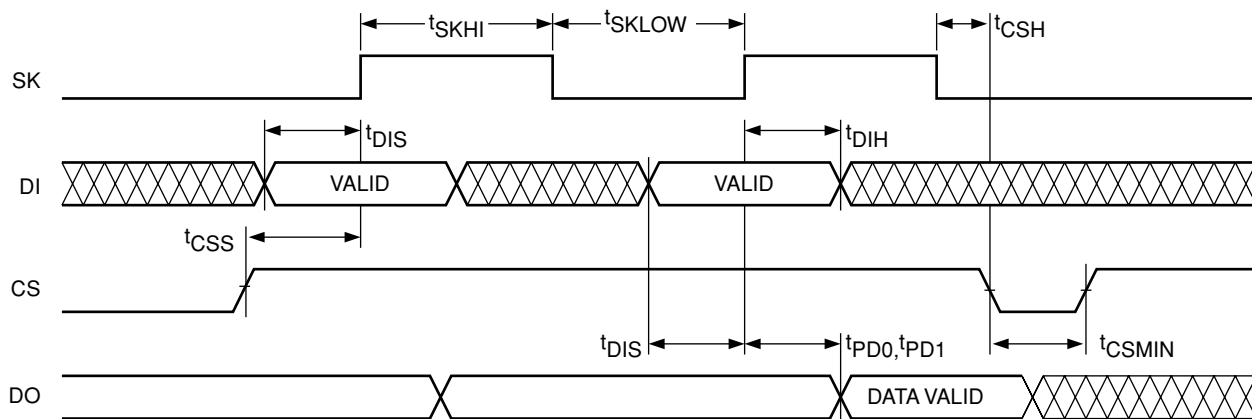 tSKHI
tSKLOW
tCSH
SK
tDIS
tDIH
DI
VALID
VALID
tCSS
CS
tDIS
tPD0,tPD1
tCSMIN
DO
DATA VALID